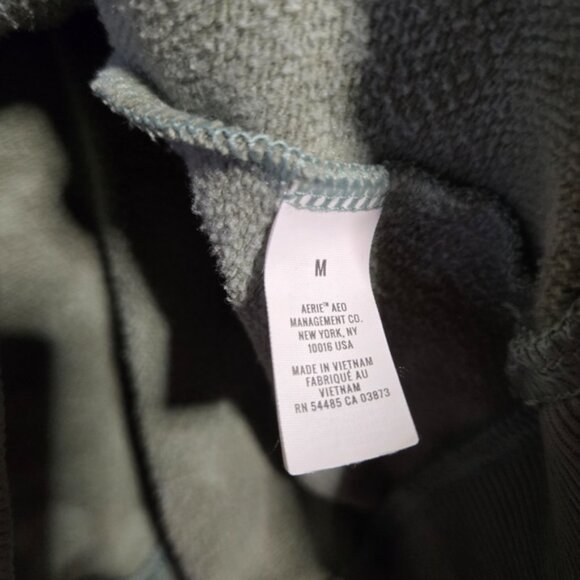 M
AERIE™ AEO
MANAGEMENT CO.
NEW YORK, NY
10016 USA
MADE IN VIETNAM
FABRIQUÉ AU
VIETNAM
RN 54485 CA 03873